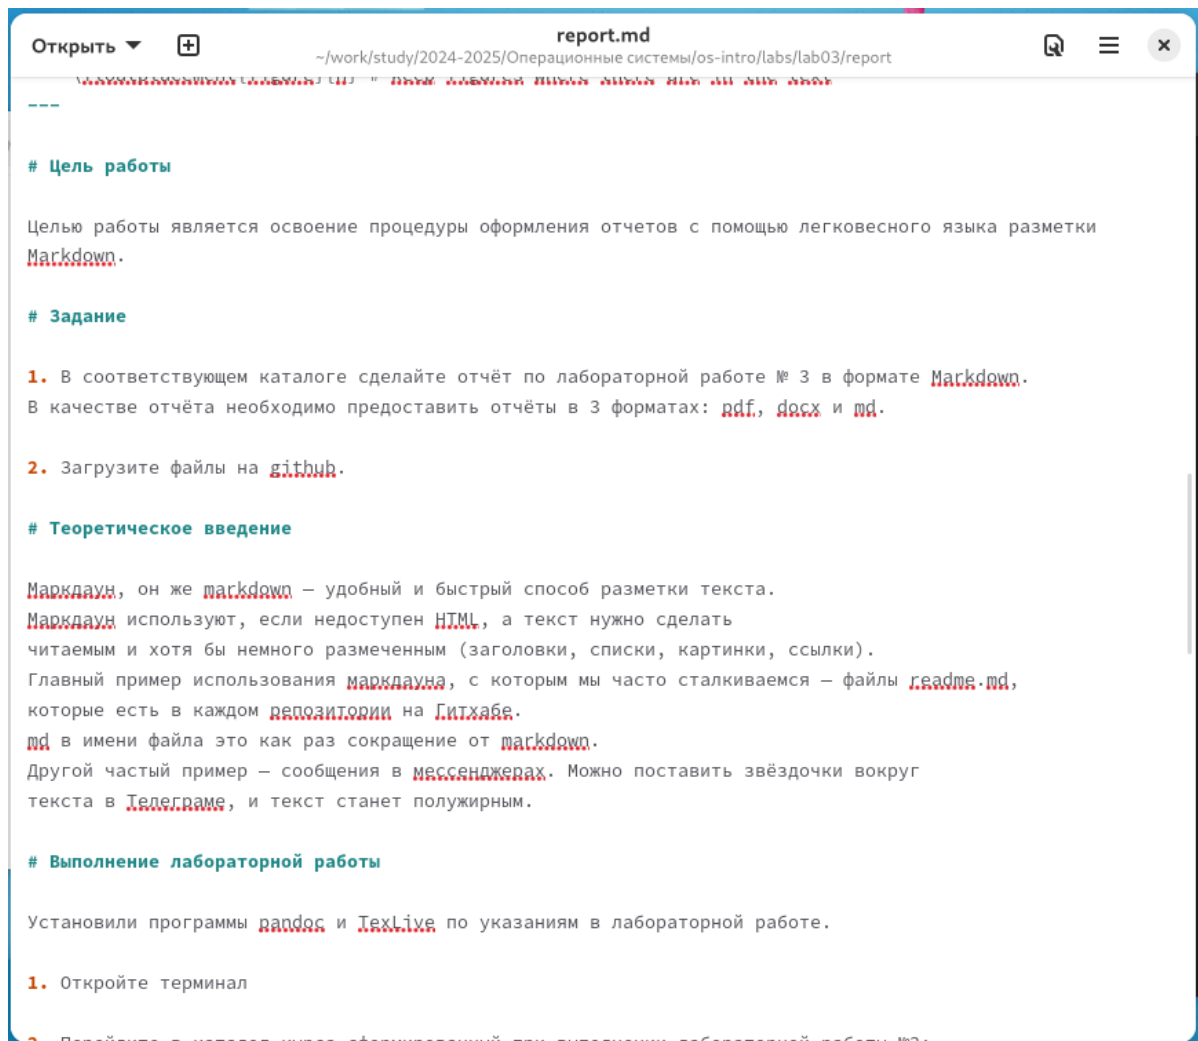 Открыть
report.md
~/work/study/2024-2025/Операционные системы/os-intro/labs/lab03/report
---
# Цель работы
Целью работы является освоение процедуры оформления отчетов с помощью легковесного языка разметки
Markdown.
# Задание
1. В соответствующем каталоге сделайте отчёт по лабораторной работе № 3 в формате Markdown.
В качестве отчёта необходимо предоставить отчёты в 3 форматах: pdf, docx и md.
2. Загрузите файлы на github.
# Теоретическое введение
Маркдаун, он же markdown — удобный и быстрый способ разметки текста.
Маркдаун используют, если недоступен HTML, а текст нужно сделать
читаемым и хотя бы немного размеченным (заголовки, списки, картинки, ссылки).
Главный пример использования маркдауна, с которым мы часто сталкиваемся — файлы readme.md,
которые есть в каждом репозитории на Гитхабе.
md в имени файла это как раз сокращение от markdown.
Другой частый пример — сообщения в мессенджерах. Можно поставить звёздочки вокруг
текста в Телеграме, и текст станет полужирным.
# Выполнение лабораторной работы
Установили программы pandoc и TexLive по указаниям в лабораторной работе.
1. Откройте терминал